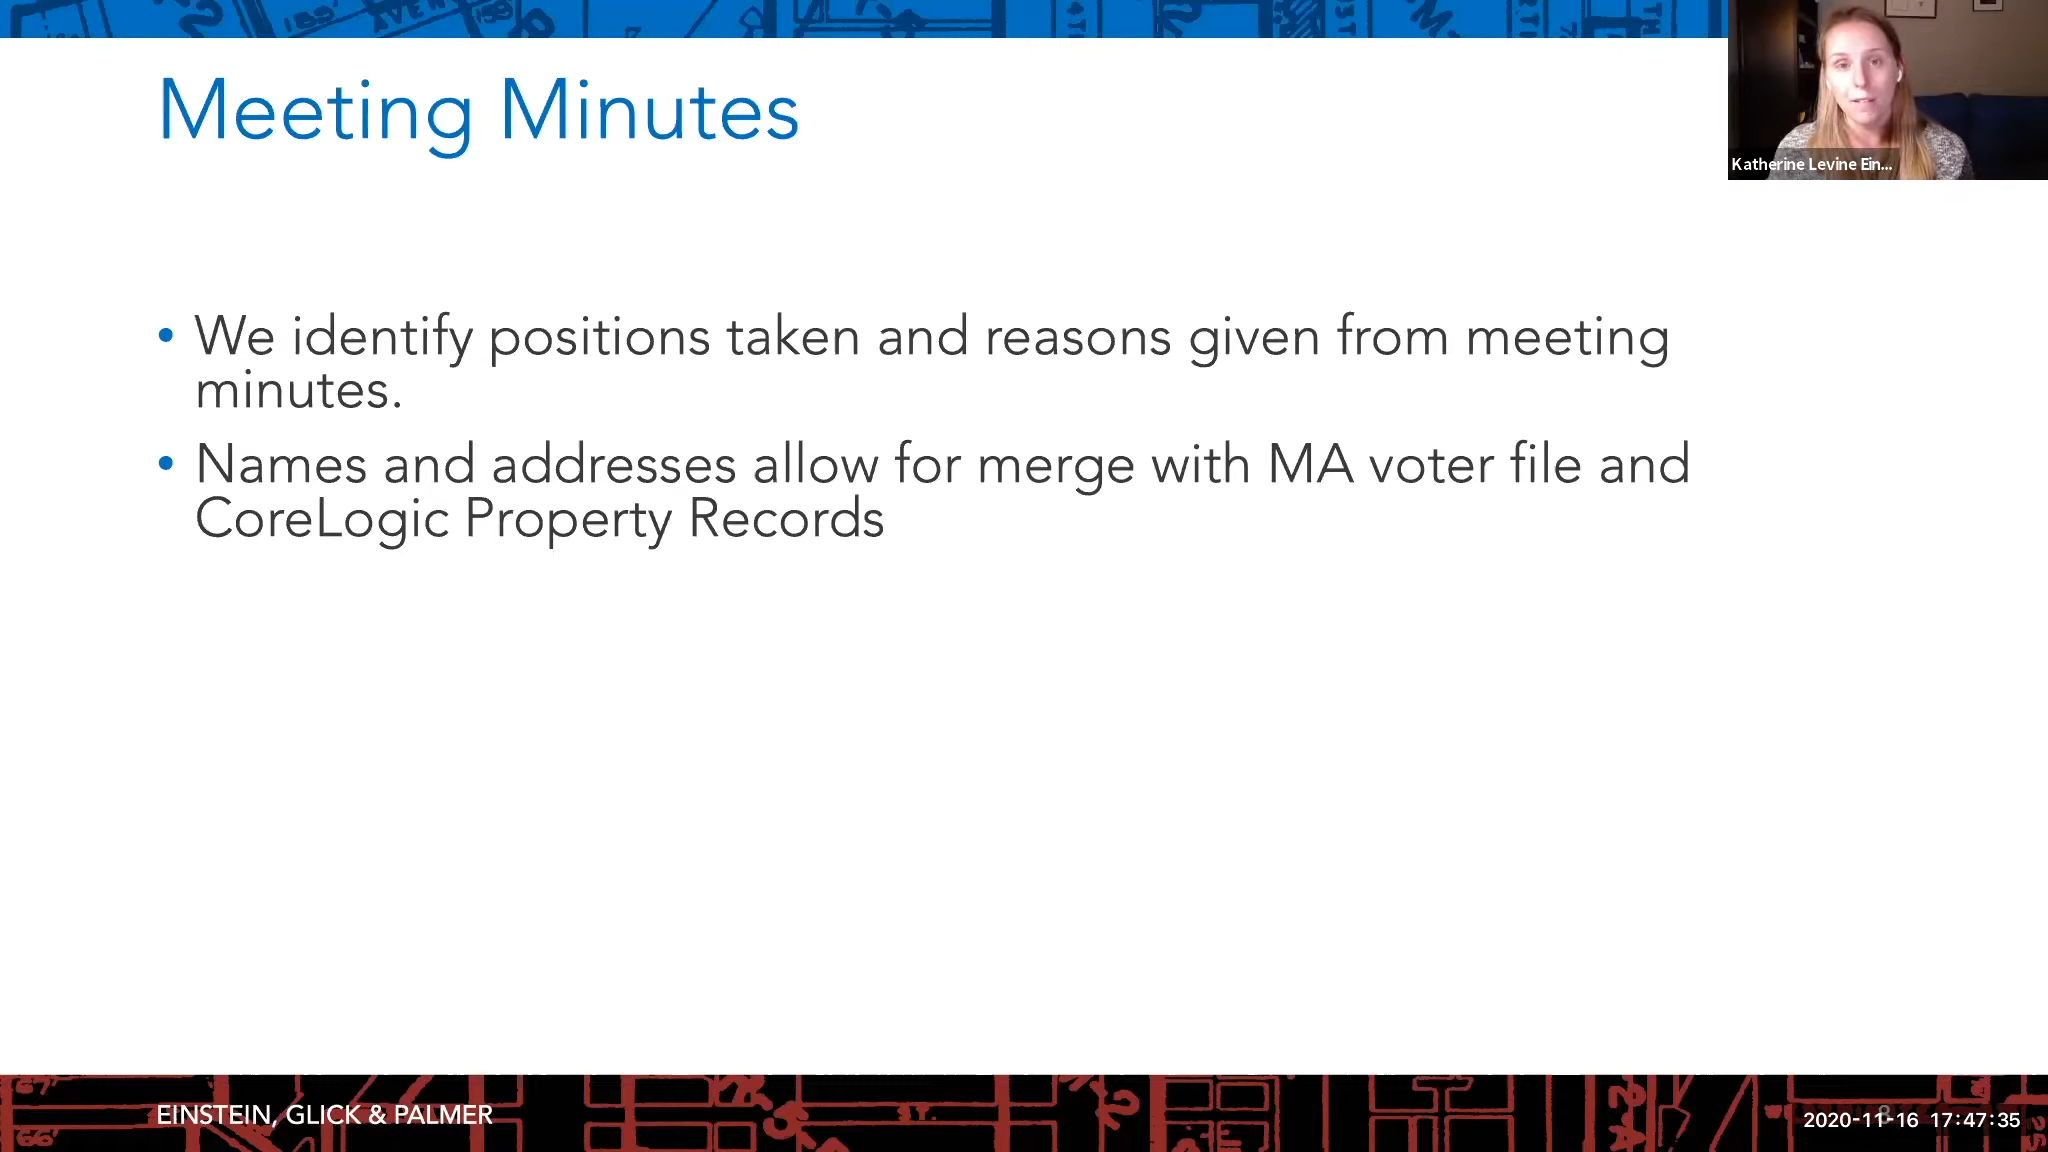 Meeting Minutes
Katherine Levine Ein...
• We identify positions taken and reasons given from meeting
minutes.
• Names and addresses allow for merge with MA voter file and
CoreLogic Property Records
EINSTEIN, GLICK & PALMER
8
2020-11-16 17:47:35